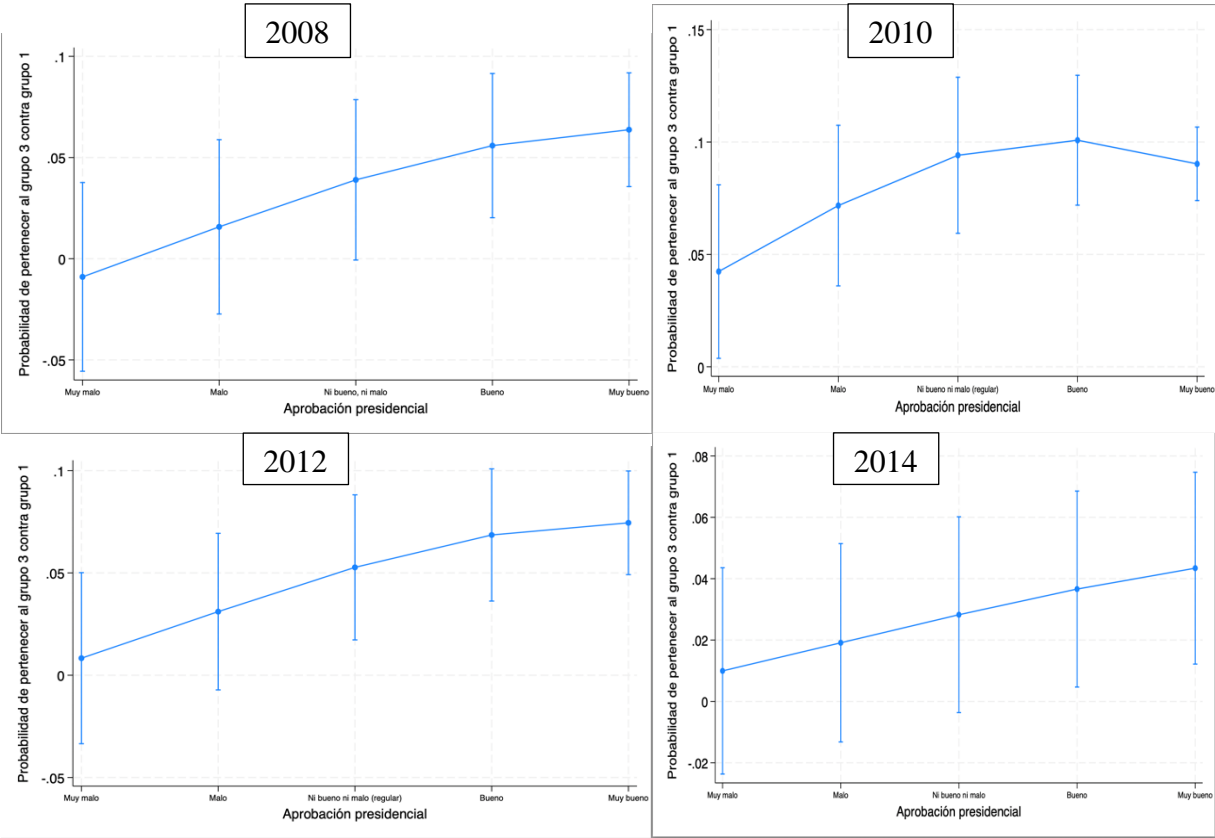 2008
Probabilidad de pertenecer al grupo 3 contra grupo 1
.1
.05
0
-.05
Muy malo
Malo
Ni bueno, ni malo
Bueno
Muy bueno
Aprobación presidencial
2010
Probabilidad de pertenecer al grupo 3 contra grupo 1
.15
.1
.05
0
Muy malo
Malo
Ni bueno ni malo (regular)
Bueno
Muy bueno
Aprobación presidencial
2012
Probabilidad de pertenecer al grupo 3 contra grupo 1
.1
.05
0
-.05
Muy malo
Malo
Ni bueno ni malo (regular)
Bueno
Muy bueno
Aprobación presidencial
2014
Probabilidad de pertenecer al grupo 3 contra grupo 1
.08
.06
.04
.02
0
-.02
Muy malo
Malo
Ni bueno ni malo
Bueno
Muy bueno
Aprobación presidencial